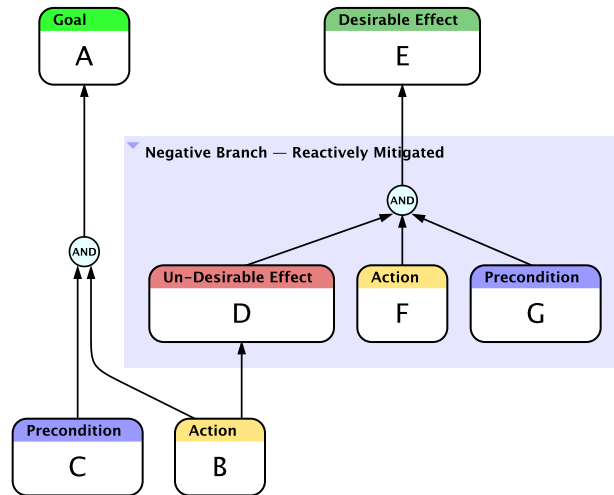 Goal
A
Desirable Effect
E
Negative Branch — Reactively Mitigated
AND
AND
Un-Desirable Effect
D
Action
F
Precondition
G
Precondition
C
Action
B